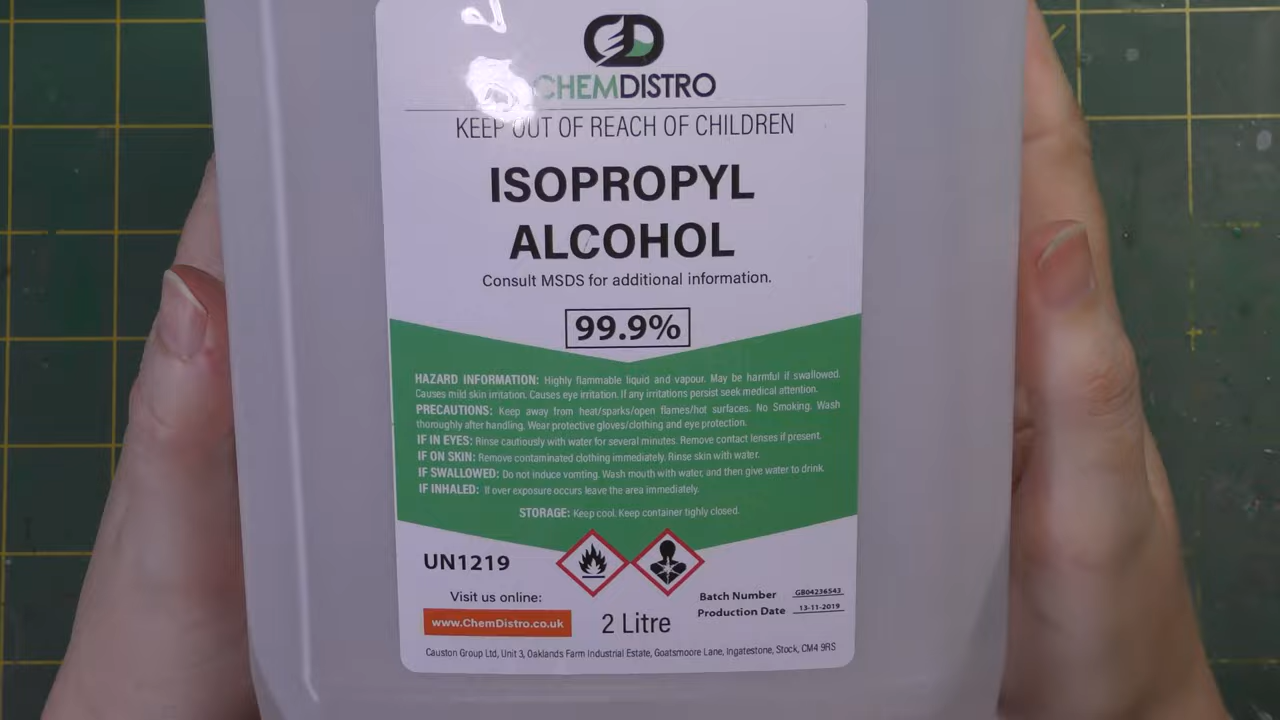 CHEMDISTRO
KEEP OUT OF REACH OF CHILDREN
ISOPROPYL
ALCOHOL
Consult MSDS for additional information.
99.9%
HAZARD INFORMATION: Highly flammable liquid and vapour. May be harmful if swallowed.
Causes mild skin irritation. Causes eye irritation. If any irritations persist seek medical attention.
PRECAUTIONS: Keep away from heat/sparks/open flames/hot surfaces. No Smoking. Wash
thoroughly after handling. Wear protective gloves/clothing and eye protection.
IF IN EYES: Rinse cautiously with water for several minutes. Remove contact lenses if present.
IF ON SKIN: Remove contaminated clothing immediately. Rinse skin with water.
IF SWALLOWED: Do not induce vomting. Wash mouth with water, and then give water to drink.
IF INHALED: If over exposure occurs leave the area immediately.
STORAGE: Keep cool. Keep container tighly closed.
UN1219
Visit us online:
www.ChemDistro.co.uk
2 Litre
Batch Number GB04236543
Production Date 13-11-2019
Causton Group Ltd, Unit 3, Oaklands Farm Industrial Estate, Goatsmoore Lane, Ingatestone, Stock, CM4 9RS